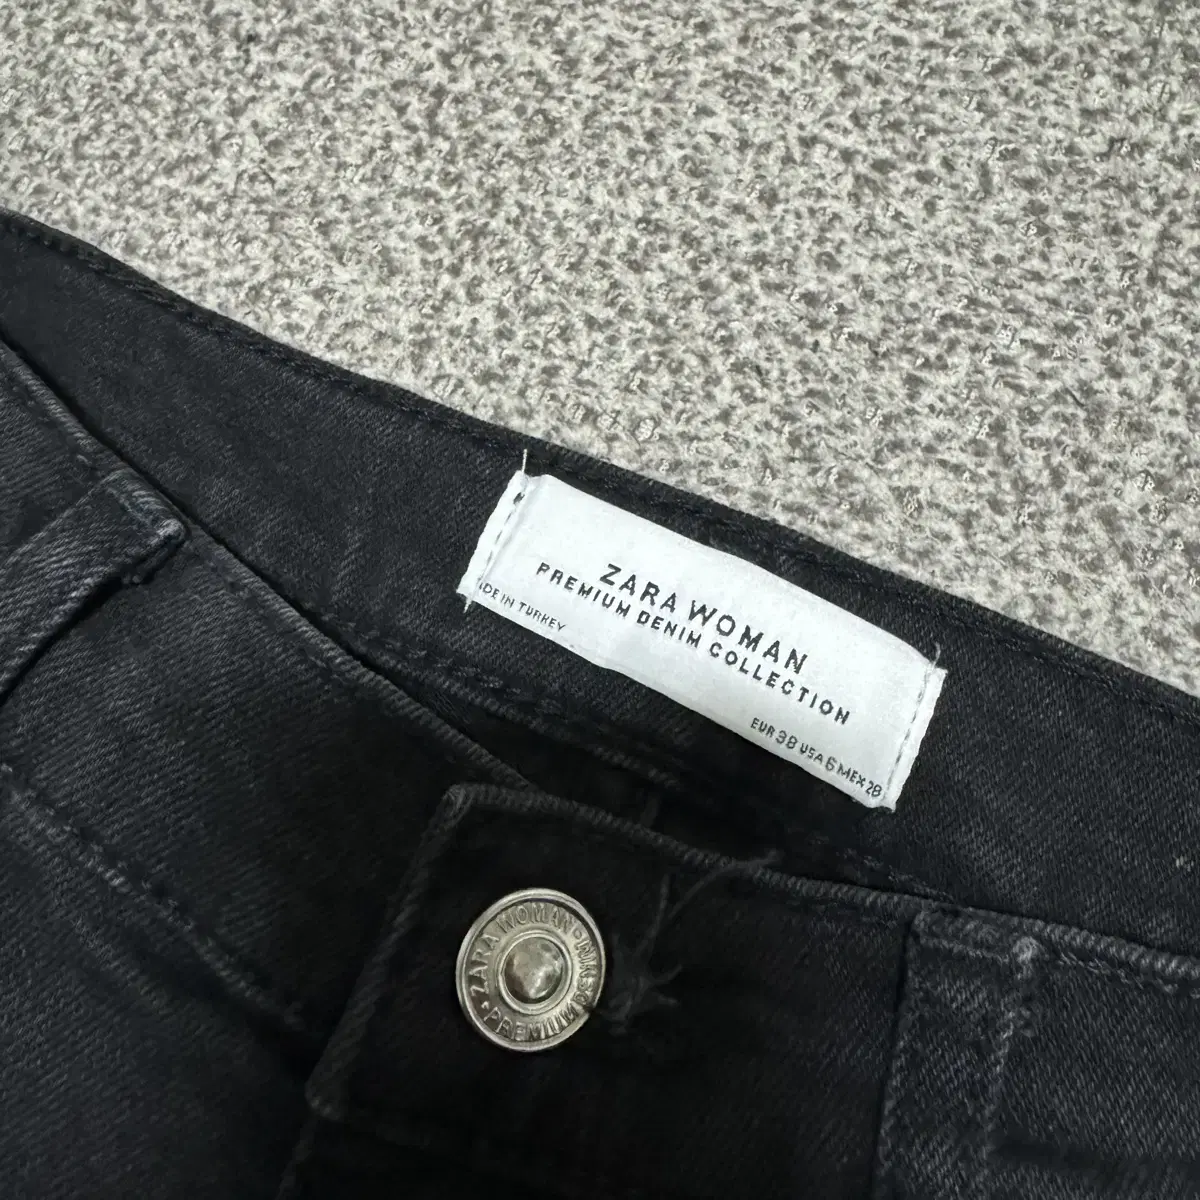 ZARA WOMAN
PREMIUM DENIM COLLECTION
ADE IN TURKEY
EUR 38 USA 6 MEX 28
ZARA WOMAN
PREMIUM